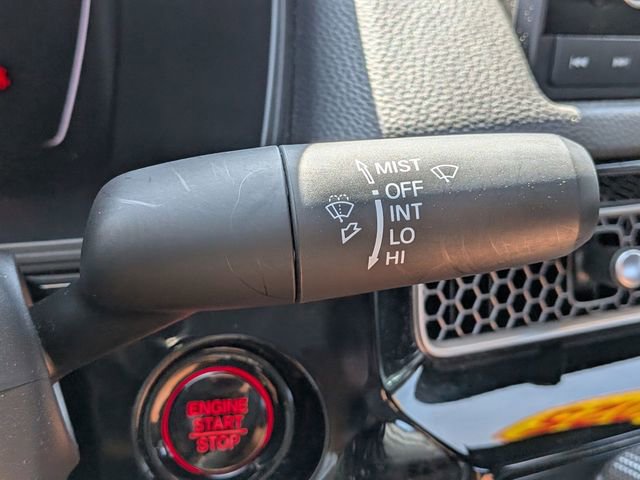 MIST
OFF
INT
LO
HI
ENGINE
START
STOP